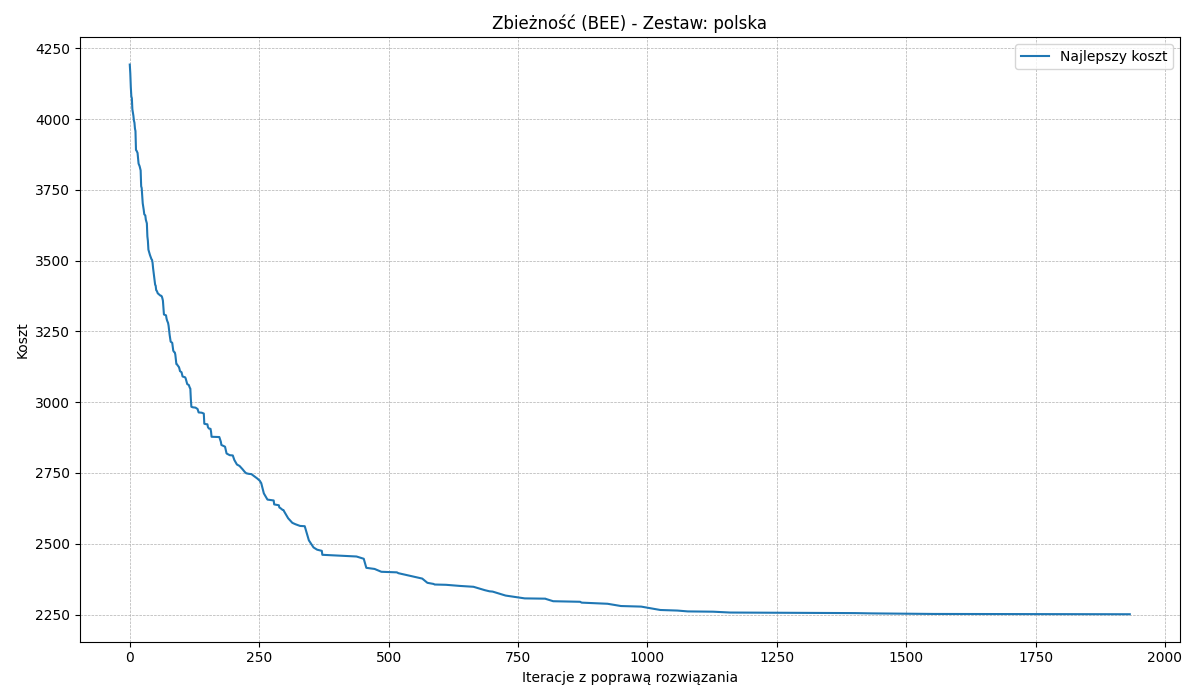 Zbieżność (BEE) - Zestaw: polska
Najlepszy koszt
4250
4000
3750
3500
3250
3000
2750
2500
2250
Koszt
0 250 500 750 1000 1250 1500 1750 2000
Iteracje z poprawą rozwiązania